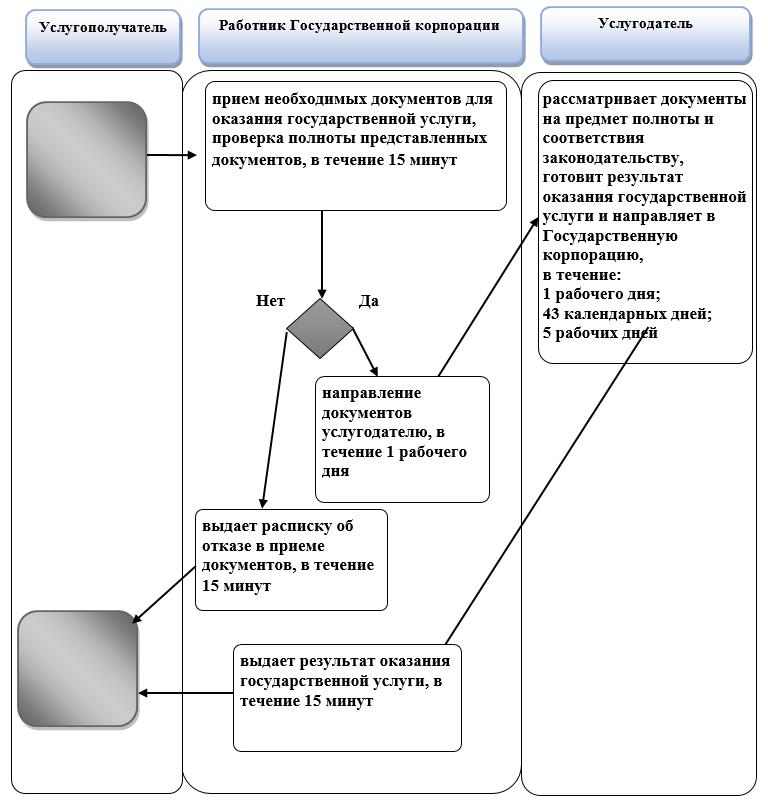 Услугополучатель
Работник Государственной корпорации
Услугодатель
прием необходимых документов для
оказания государственной услуги,
проверка полноты представленных
документов, в течение 15 минут
рассматривает документы
на предмет полноты и
соответствия
законодательству,
готовит результат
оказания государственной
услуги и направляет в
Государственную
корпорацию,
в течение:
1 рабочего дня;
43 календарных дней;
5 рабочих дней
Нет
Да
направление
документов
услугодателю, в
течение 1 рабочего
дня
выдает расписку об
отказе в приеме
документов, в течение
15 минут
выдает результат оказания
государственной услуги, в
течение 15 минут